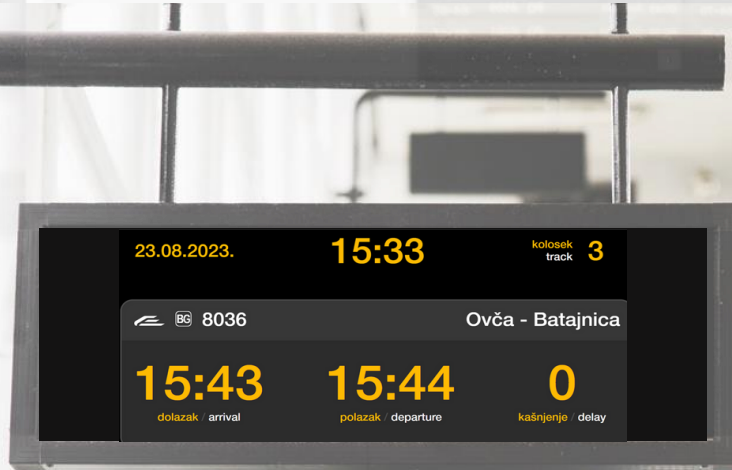 23.08.2023. 15:33 kolosek track 3
BG 8036 Ovča - Batajnica
15:43 15:44 0
dolazak / arrival polazak / departure kašnjenje / delay